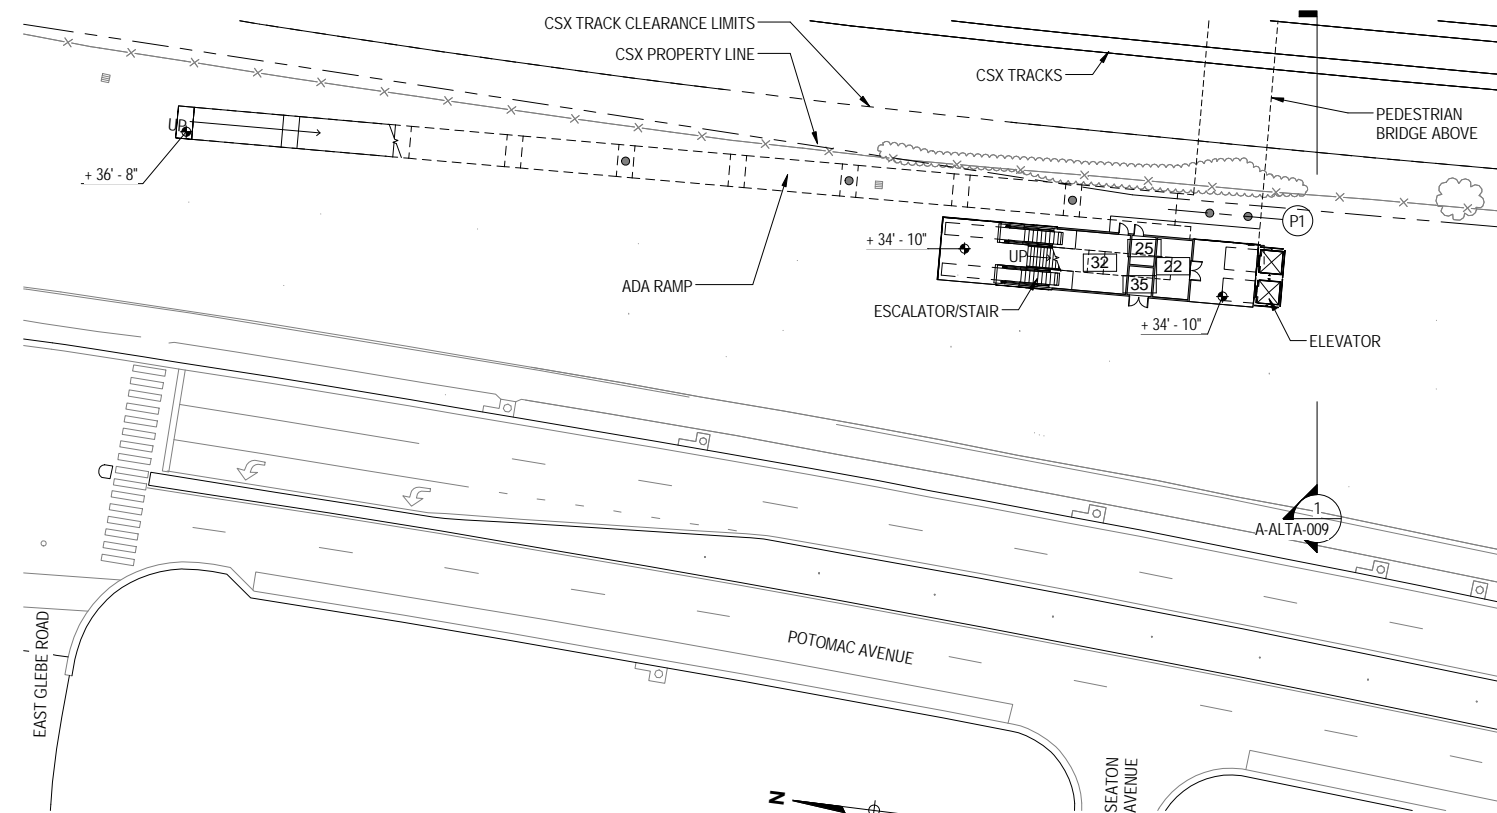 CSX TRACK CLEARANCE LIMITS
CSX PROPERTY LINE
CSX TRACKS
PEDESTRIAN
BRIDGE ABOVE
UP
+ 36' - 8"
P1
+ 34' - 10"
UP
32
25
22
35
ADA RAMP
ESCALATOR/STAIR
+ 34' - 10"
ELEVATOR
1
A-ALTA-009
POTOMAC AVENUE
EAST GLEBE ROAD
SEATON
AVENUE
N